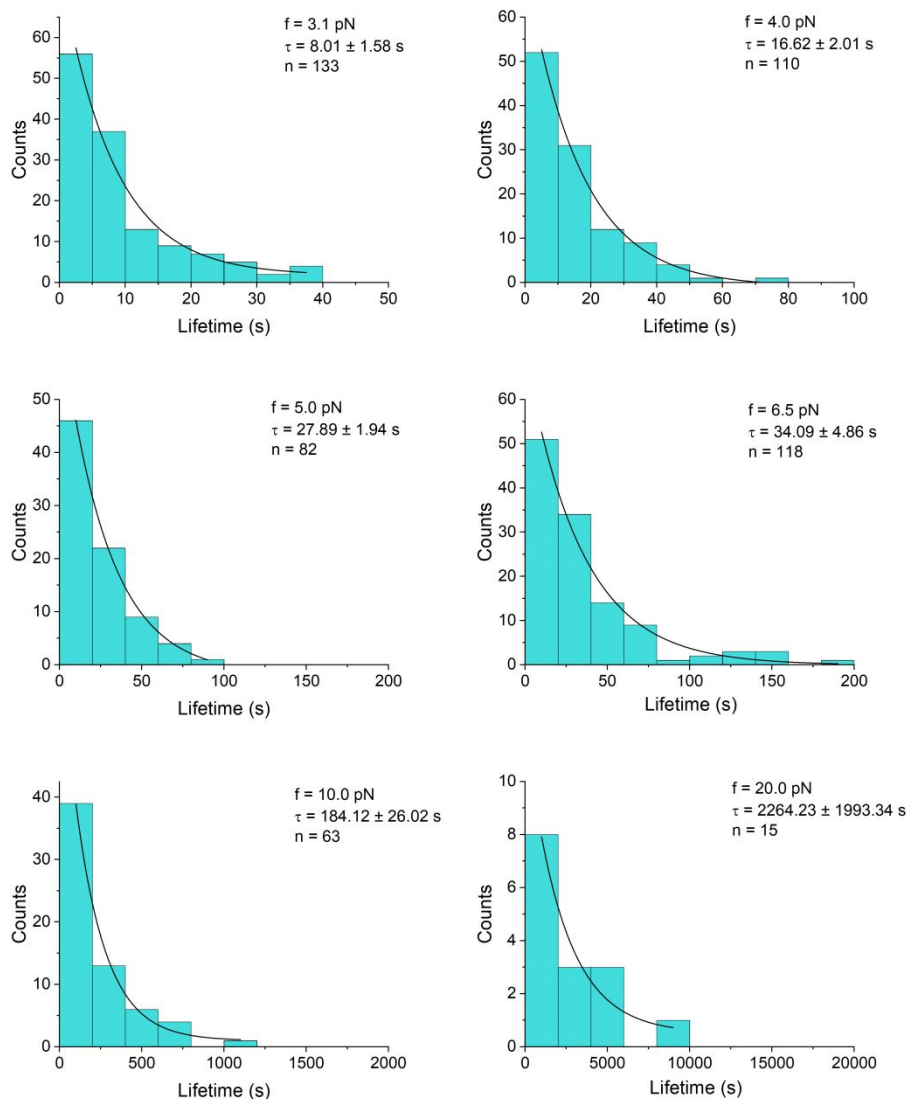 f = 3.1 pN
τ = 8.01 ± 1.58 s
n = 133
Counts
60
50
40
30
20
10
0
0 10 20 30 40 50
Lifetime (s)
f = 4.0 pN
τ = 16.62 ± 2.01 s
n = 110
Counts
60
50
40
30
20
10
0
0 20 40 60 80 100
Lifetime (s)
f = 5.0 pN
τ = 27.89 ± 1.94 s
n = 82
Counts
50
40
30
20
10
0
0 50 100 150 200
Lifetime (s)
f = 6.5 pN
τ = 34.09 ± 4.86 s
n = 118
Counts
60
50
40
30
20
10
0
0 50 100 150 200
Lifetime (s)
f = 10.0 pN
τ = 184.12 ± 26.02 s
n = 63
Counts
40
30
20
10
0
0 500 1000 1500 2000
Lifetime (s)
f = 20.0 pN
τ = 2264.23 ± 1993.34 s
n = 15
Counts
10
8
6
4
2
0
0 5000 10000 15000 20000
Lifetime (s)